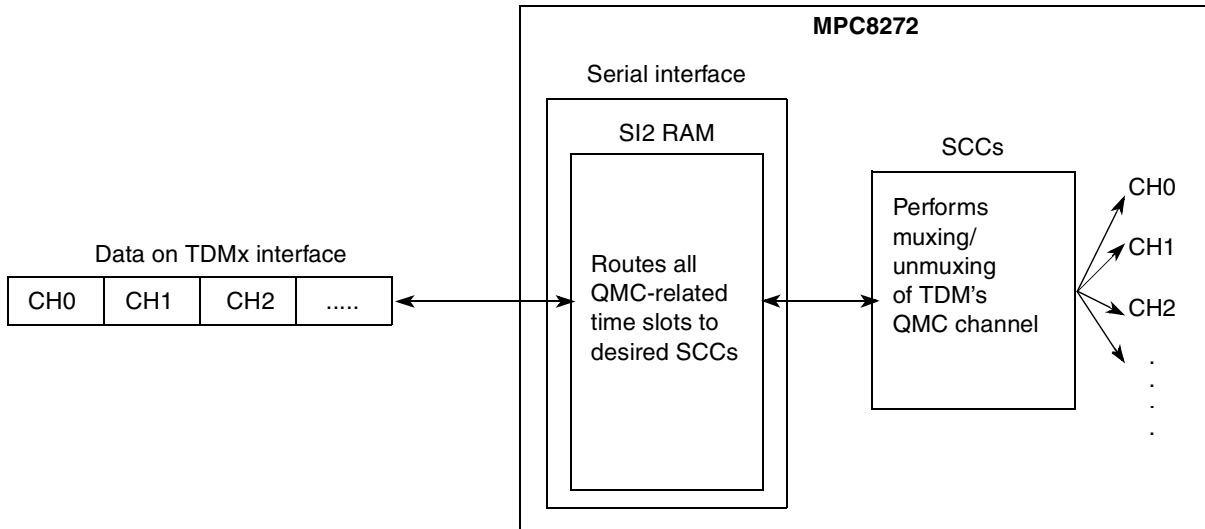 MPC8272
Serial interface
SI2 RAM
SCCs
Data on TDMx interface
CH0 CH1 CH2 .....
Routes all
QMC-related
time slots to
desired SCCs
Performs
muxing/
unmuxing
of TDM's
QMC channel
CH0
CH1
CH2
.
.
.
.